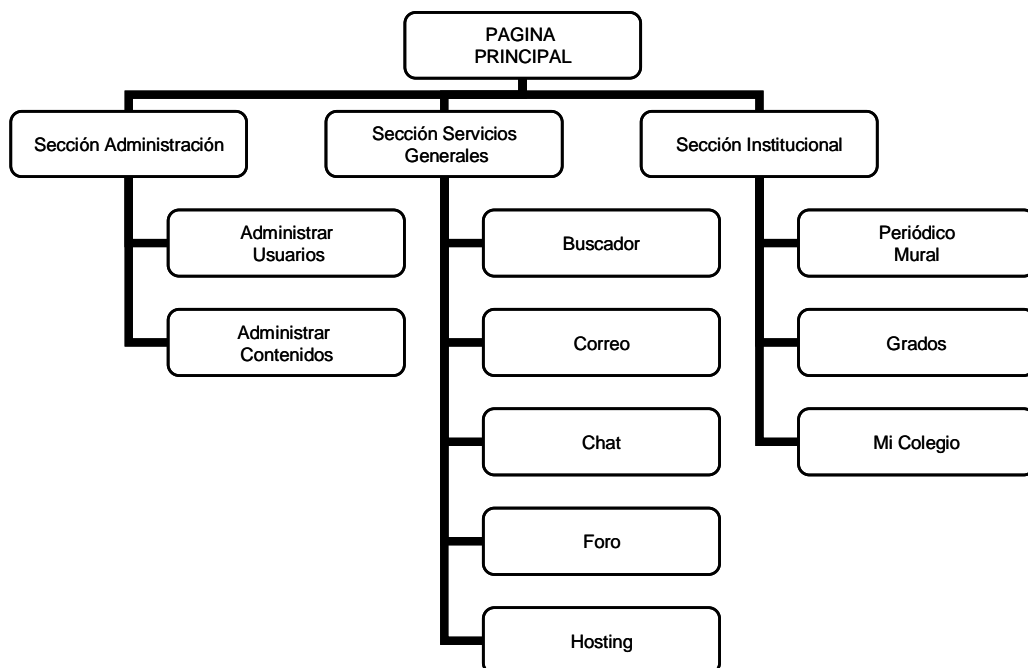 PAGINA
PRINCIPAL
Sección Administración
Sección Servicios
Generales
Sección Institucional
Administrar
Usuarios
Administrar
Contenidos
Buscador
Correo
Chat
Foro
Hosting
Periódico
Mural
Grados
Mi Colegio